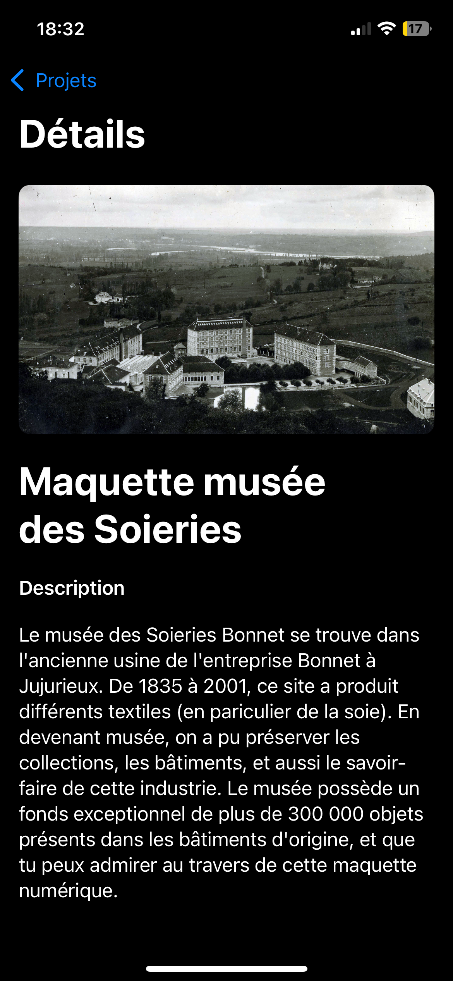 18:32
17
Projets
Détails
Maquette musée
des Soieries
Description
Le musée des Soieries Bonnet se trouve dans
l'ancienne usine de l'entreprise Bonnet à
Jujurieux. De 1835 à 2001, ce site a produit
différents textiles (en pariculier de la soie). En
devenant musée, on a pu préserver les
collections, les bâtiments, et aussi le savoir-
faire de cette industrie. Le musée possède un
fonds exceptionnel de plus de 300 000 objets
présents dans les bâtiments d'origine, et que
tu peux admirer au travers de cette maquette
numérique.